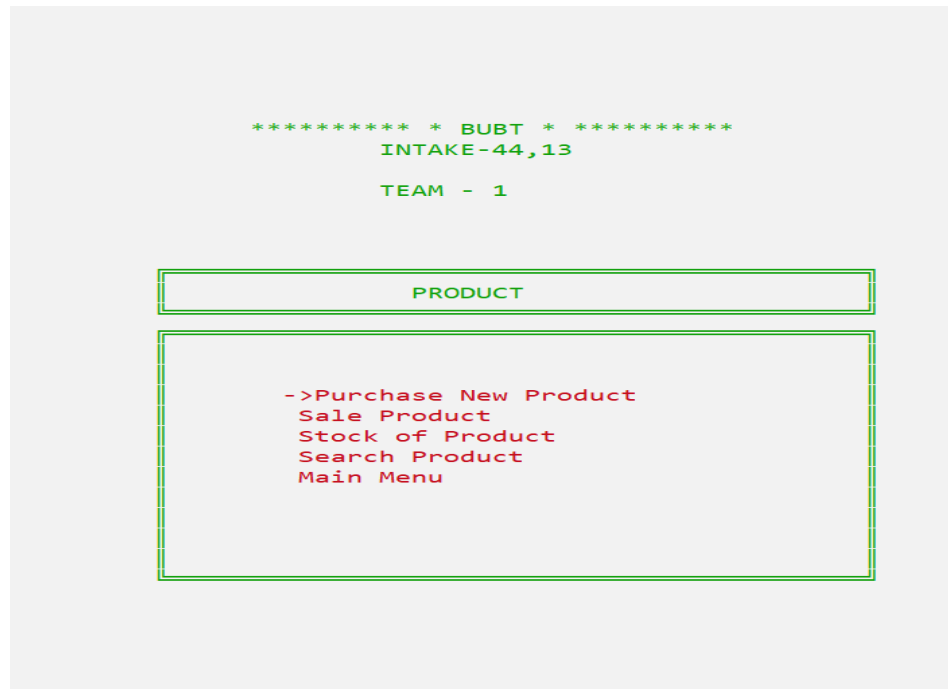 ********** * BUBT * **********
INTAKE-44,13
TEAM - 1
PRODUCT
->Purchase New Product
Sale Product
Stock of Product
Search Product
Main Menu